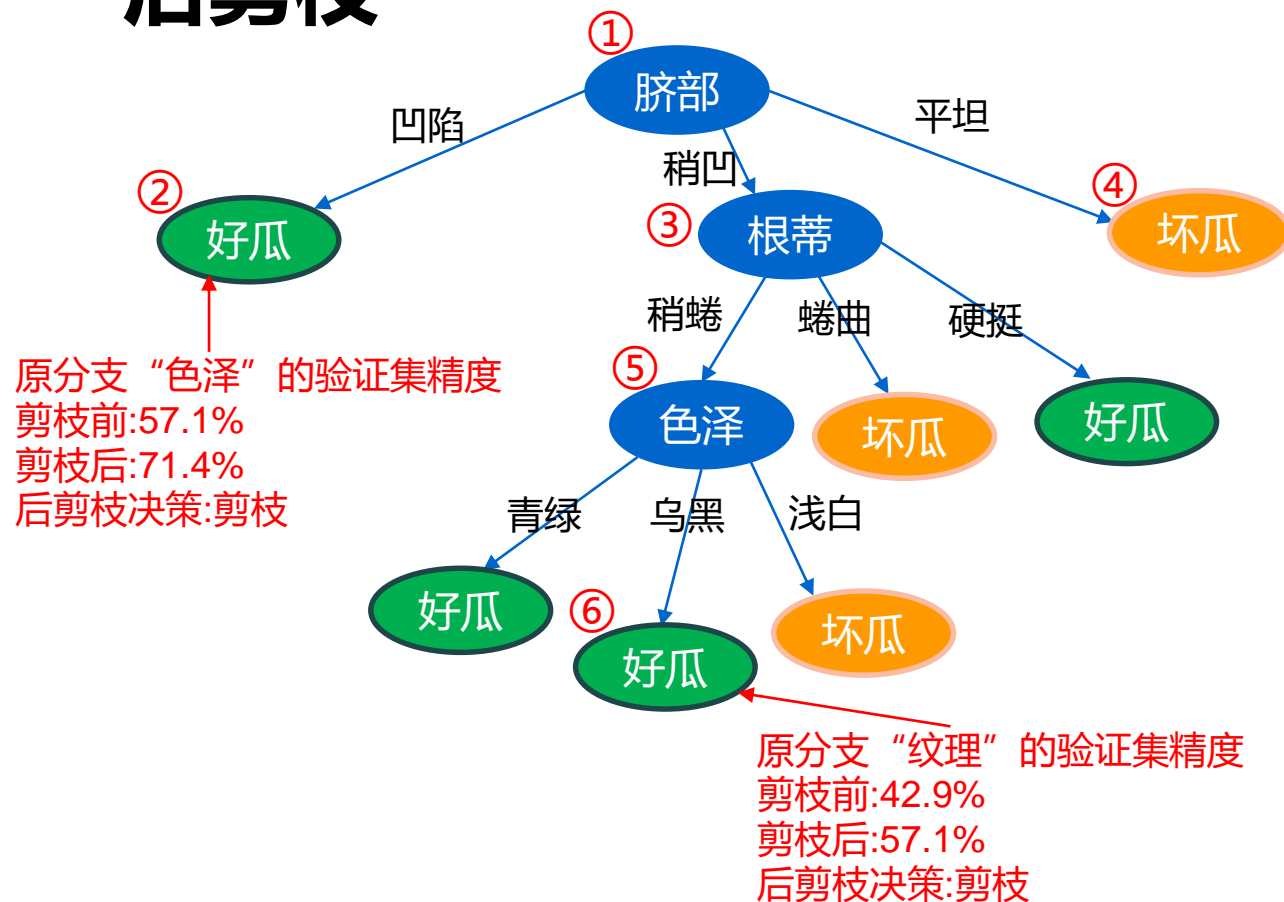 后剪枝
①
脐部
凹陷
稍凹
平坦
②
好瓜
③
根蒂
④
坏瓜
稍蜷
蜷曲
硬挺
原分支“色泽”的验证集精度
剪枝前:57.1%
剪枝后:71.4%
后剪枝决策:剪枝
⑤
色泽
坏瓜
好瓜
青绿
乌黑
浅白
好瓜
⑥
好瓜
坏瓜
原分支“纹理”的验证集精度
剪枝前:42.9%
剪枝后:57.1%
后剪枝决策:剪枝